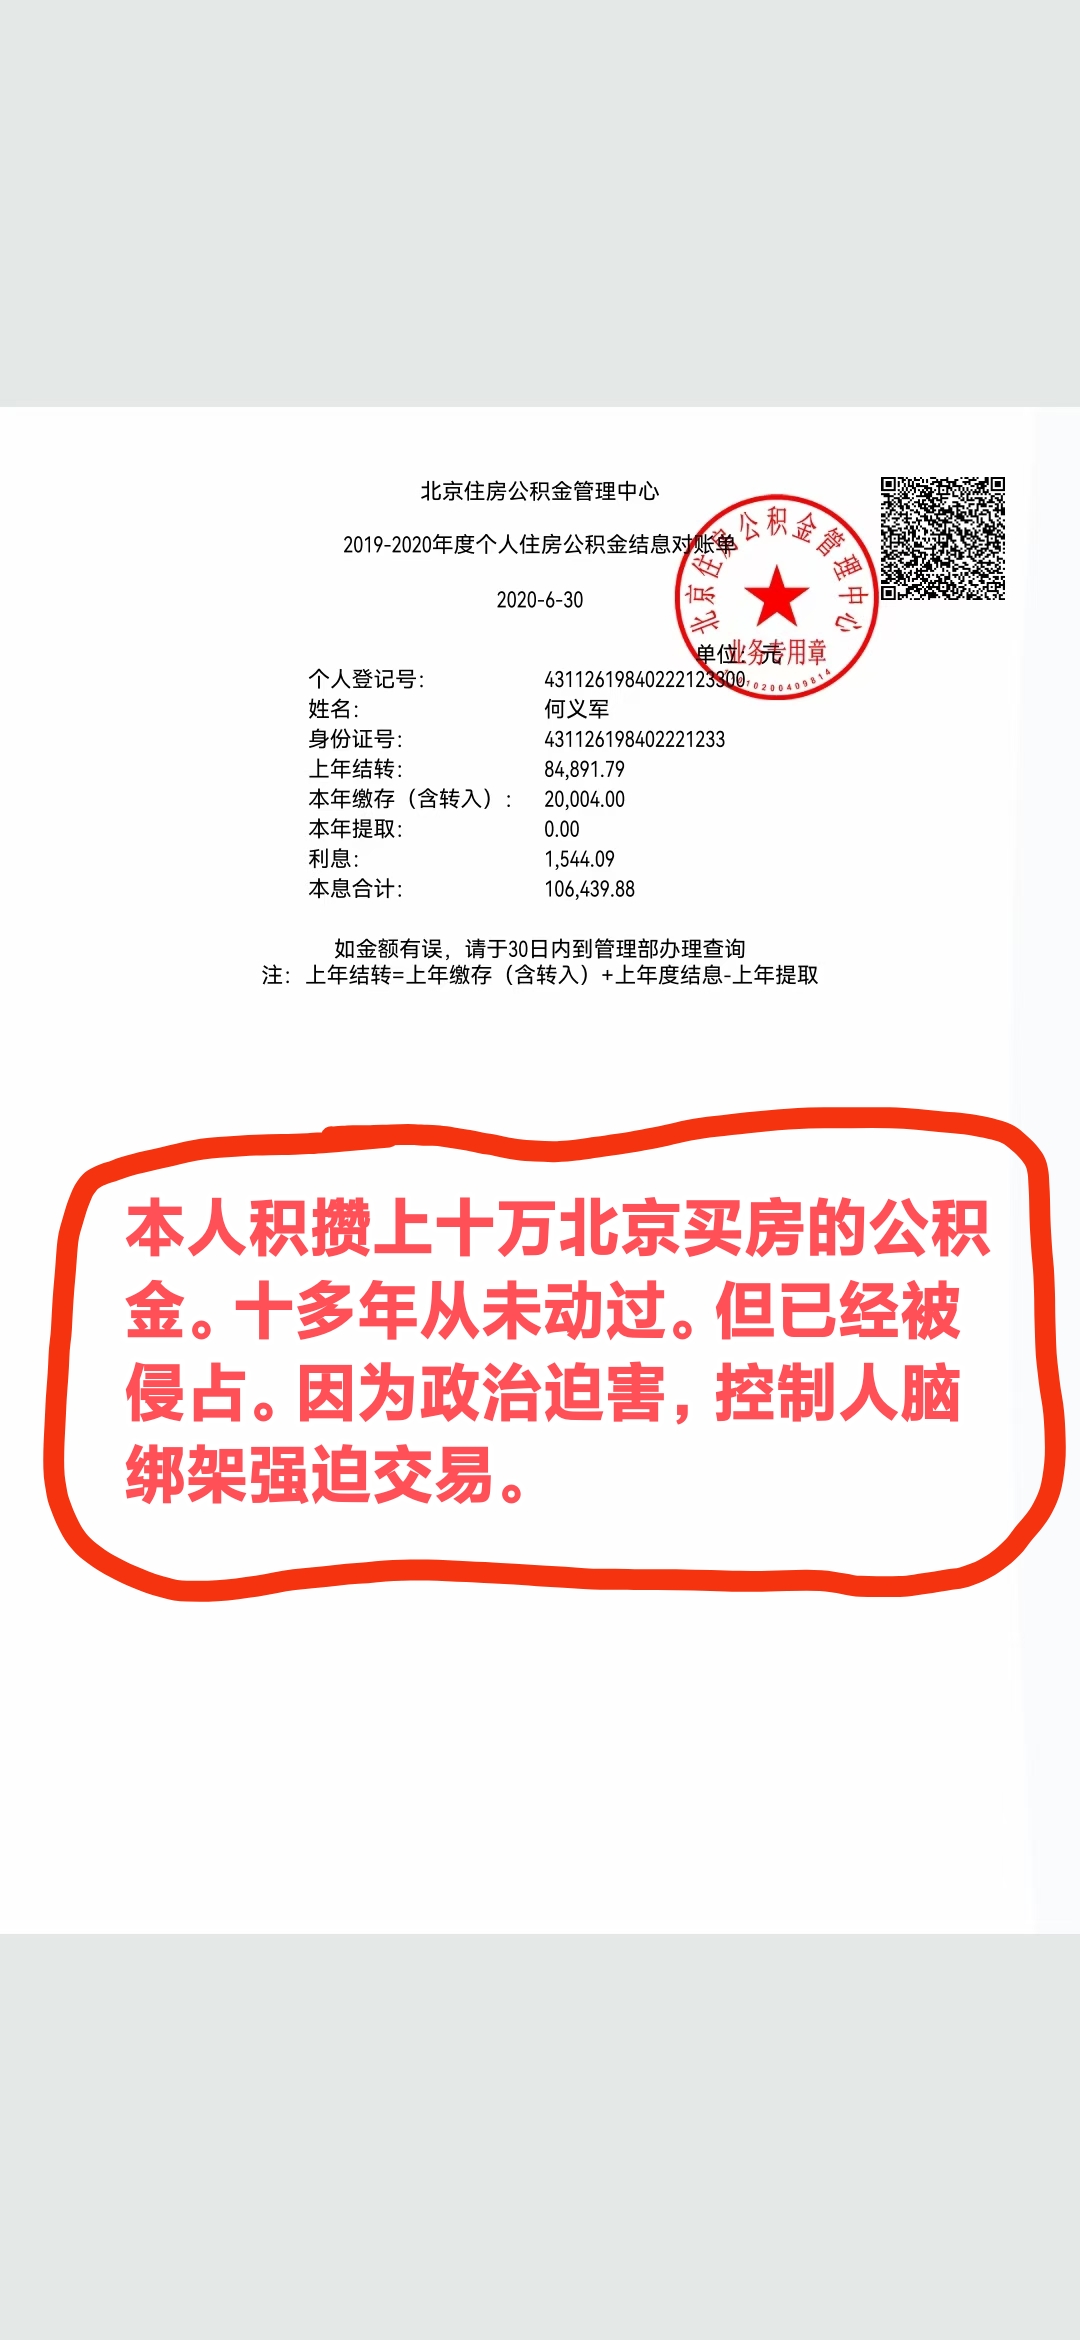 北京住房公积金管理中心
2019-2020年度个人住房公积金结息对账单
2020-6-30
北京住房公积金管理中心
业务专用章
单位：元
个人登记号： 43112619840222123300
姓名： 何义军
身份证号： 431126198402221233
上年结转： 84,891.79
本年缴存（含转入）： 20,004.00
本年提取： 0.00
利息： 1,544.09
本息合计： 106,439.88
如金额有误，请于30日内到管理部办理查询
注：上年结转=上年缴存（含转入）+上年度结息-上年提取
本人积攒上十万北京买房的公积
金。十多年从未动过。但已经被
侵占。因为政治迫害，控制人脑
绑架强迫交易。